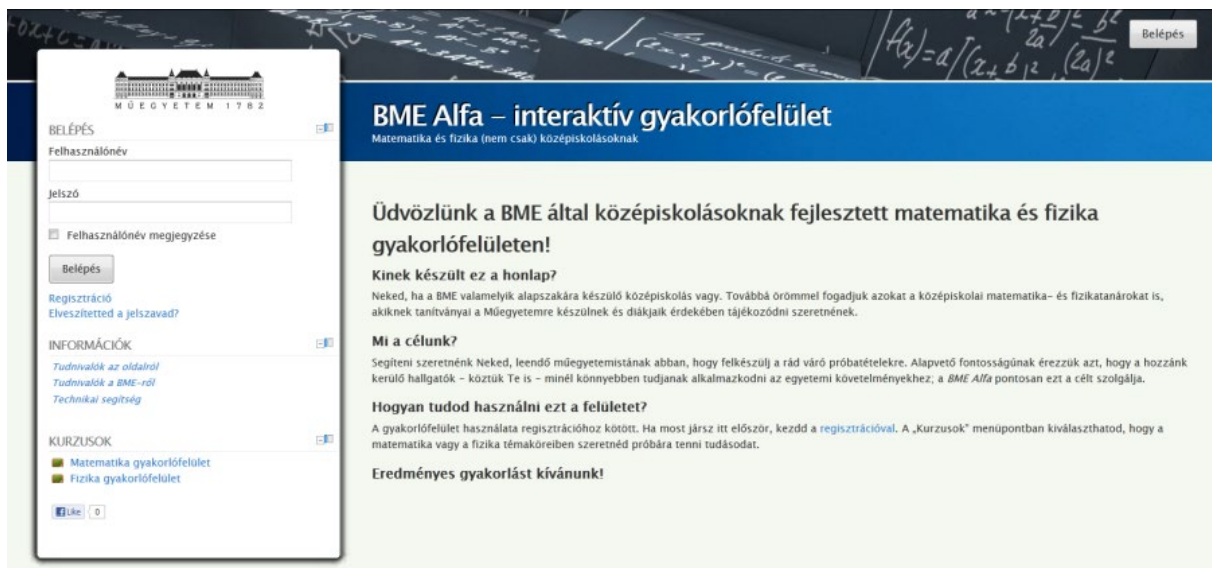 Belépés
MŰEGYETEM 1782
BELÉPÉS
Felhasználónév
Jelszó
Felhasználónév megjegyzése
Belépés
Regisztráció
Elveszítetted a jelszavad?
INFORMÁCIÓK
Tudnivalók az oldalról
Tudnivalók a BME-ről
Technikai segítség
KURZUSOK
Matematika gyakorlófelület
Fizika gyakorlófelület
Like 0
BME Alfa – interaktív gyakorlófelület
Matematika és fizika (nem csak) középiskolásoknak
Üdvözlünk a BME által középiskolásoknak fejlesztett matematika és fizika
gyakorlófelületen!
Kinek készült ez a honlap?
Neked, ha a BME valamelyik alapszakára készülő középiskolás vagy. Továbbá örömmel fogadjuk azokat a középiskolai matematika- és fizikatanárokat is,
akiknek tanítványai a Műegyetemre készülnek és diákjaik érdekében tájékozódni szeretnének.
Mi a célunk?
Segíteni szeretnénk Neked, leendő műegyetemistának abban, hogy felkészülj a rád váró próbatételekre. Alapvető fontosságúnak érezzük azt, hogy a hozzánk
kerülő hallgatók – köztük Te is – minél könnyebben tudjanak alkalmazkodni az egyetemi követelményekhez; a BME Alfa pontosan ezt a célt szolgálja.
Hogyan tudod használni ezt a felületet?
A gyakorlófelület használata regisztrációhoz kötött. Ha most jársz itt először, kezdd a regisztrációval. A „Kurzusok" menüpontban kiválaszthatod, hogy a
matematika vagy a fizika témaköreiben szeretnéd próbára tenni tudásodat.
Eredményes gyakorlást kívánunk!